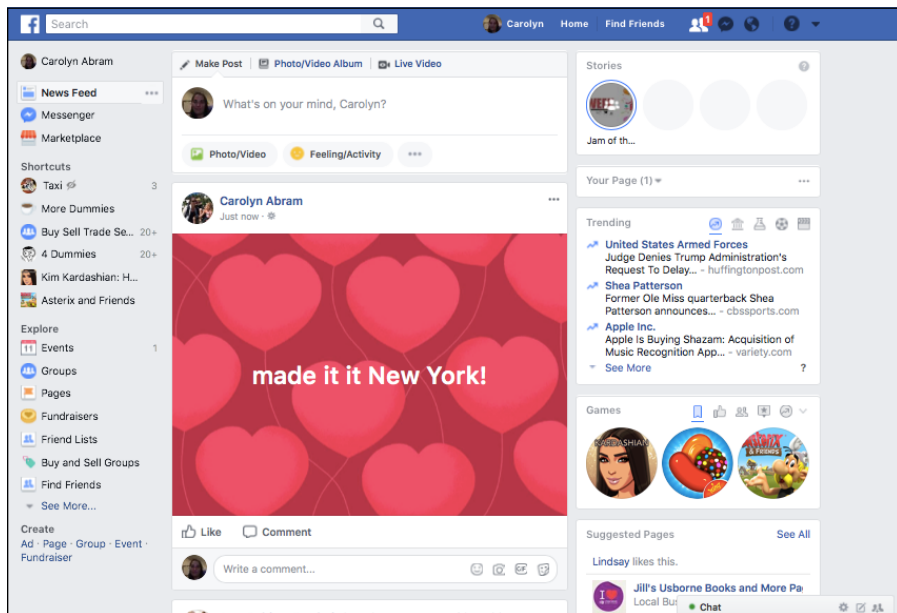 f
Search
Carolyn
Home
Find Friends
1
Carolyn Abram
News Feed
Messenger
Marketplace
Shortcuts
Taxi 3
More Dummies
Buy Sell Trade Se... 20+
4 Dummies 20+
Kim Kardashian: H...
Asterix and Friends
Explore
Events 1
Groups
Pages
Fundraisers
Friend Lists
Buy and Sell Groups
Find Friends
See More...
Create
Ad · Page · Group · Event ·
Fundraiser
Make Post
Photo/Video Album
Live Video
What's on your mind, Carolyn?
Photo/Video
Feeling/Activity
Carolyn Abram
Just now ·
made it it New York!
Like
Comment
Write a comment...
GIF
Stories
Jam of th...
Your Page (1)
Trending
United States Armed Forces
Judge Denies Trump Administration's
Request To Delay... - huffingtonpost.com
Shea Patterson
Former Ole Miss quarterback Shea
Patterson announces... - cbssports.com
Apple Inc.
Apple Is Buying Shazam: Acquisition of
Music Recognition App... - variety.com
See More ?
Games
KARDASHIAN
& Friends
Suggested Pages
See All
Lindsay likes this.
Jill's Usborne Books and More Pa
Local Bus
Chat